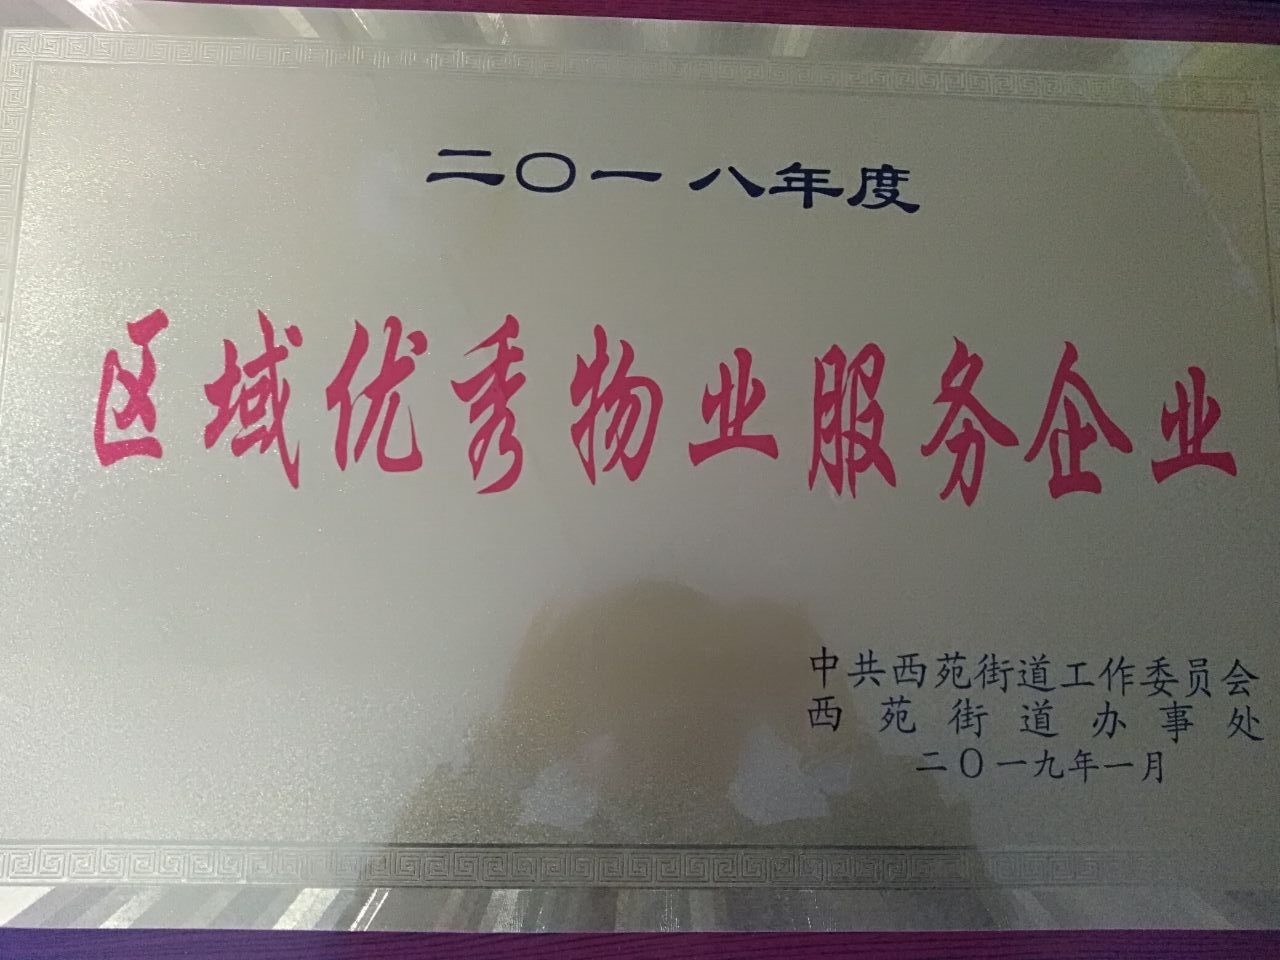 二〇一八年度
区域优秀物业服务企业
中共西苑街道工作委员会
西苑街道办事处
二〇一九年一月